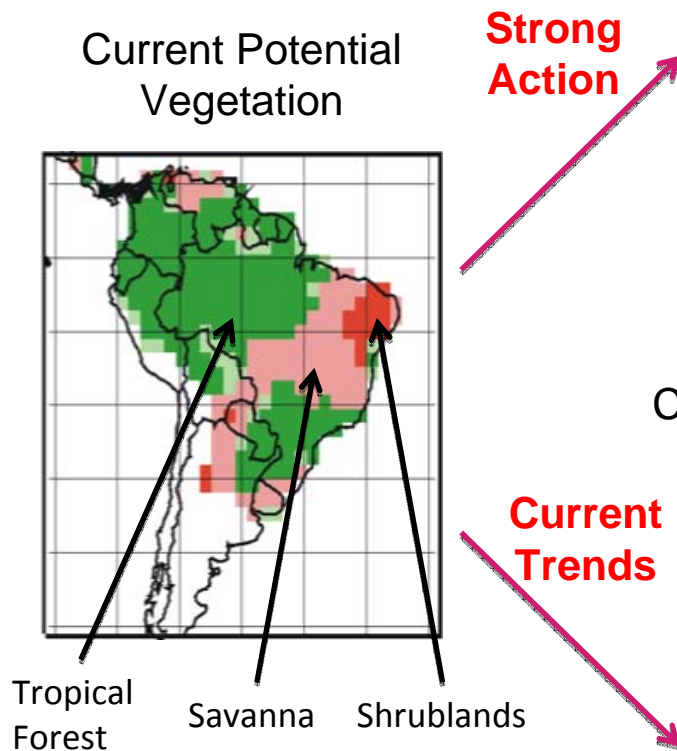 Current Potential
Vegetation
Strong
Action
C
Current
Trends
Tropical
Forest
Savanna
Shrublands